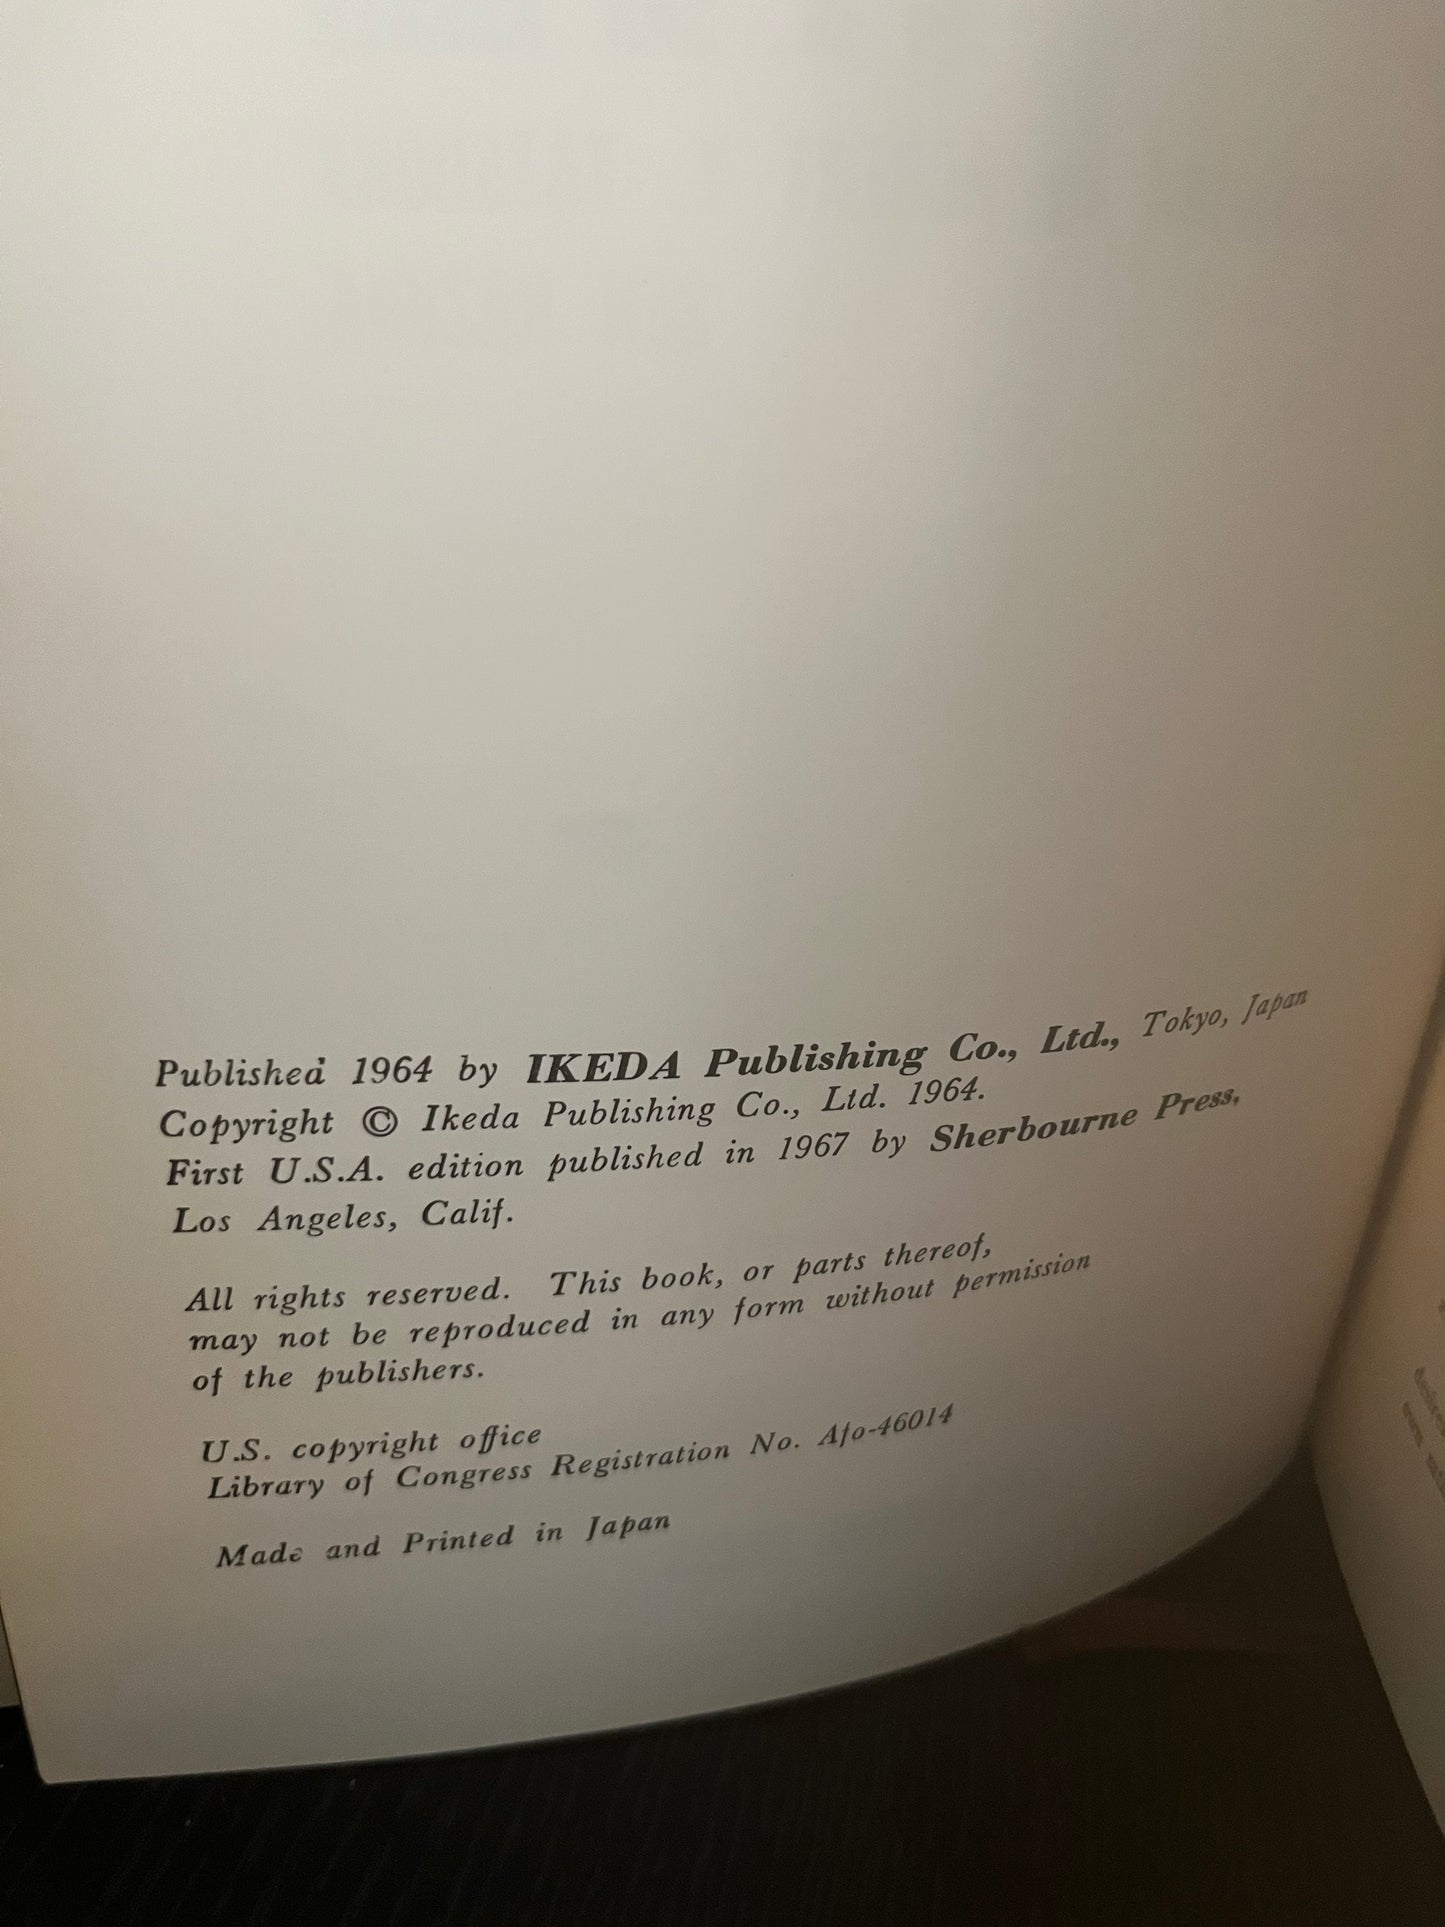 Published 1964 by IKEDA Publishing Co., Ltd., Tokyo, Japan
Copyright © Ikeda Publishing Co., Ltd. 1964.
First U.S.A. edition published in 1967 by Sherbourne Press,
Los Angeles, Calif.
All rights reserved. This book, or parts thereof,
may not be reproduced in any form without permission
of the publishers.
U.S. copyright office
Library of Congress Registration No. Afo-46014
Made and Printed in Japan